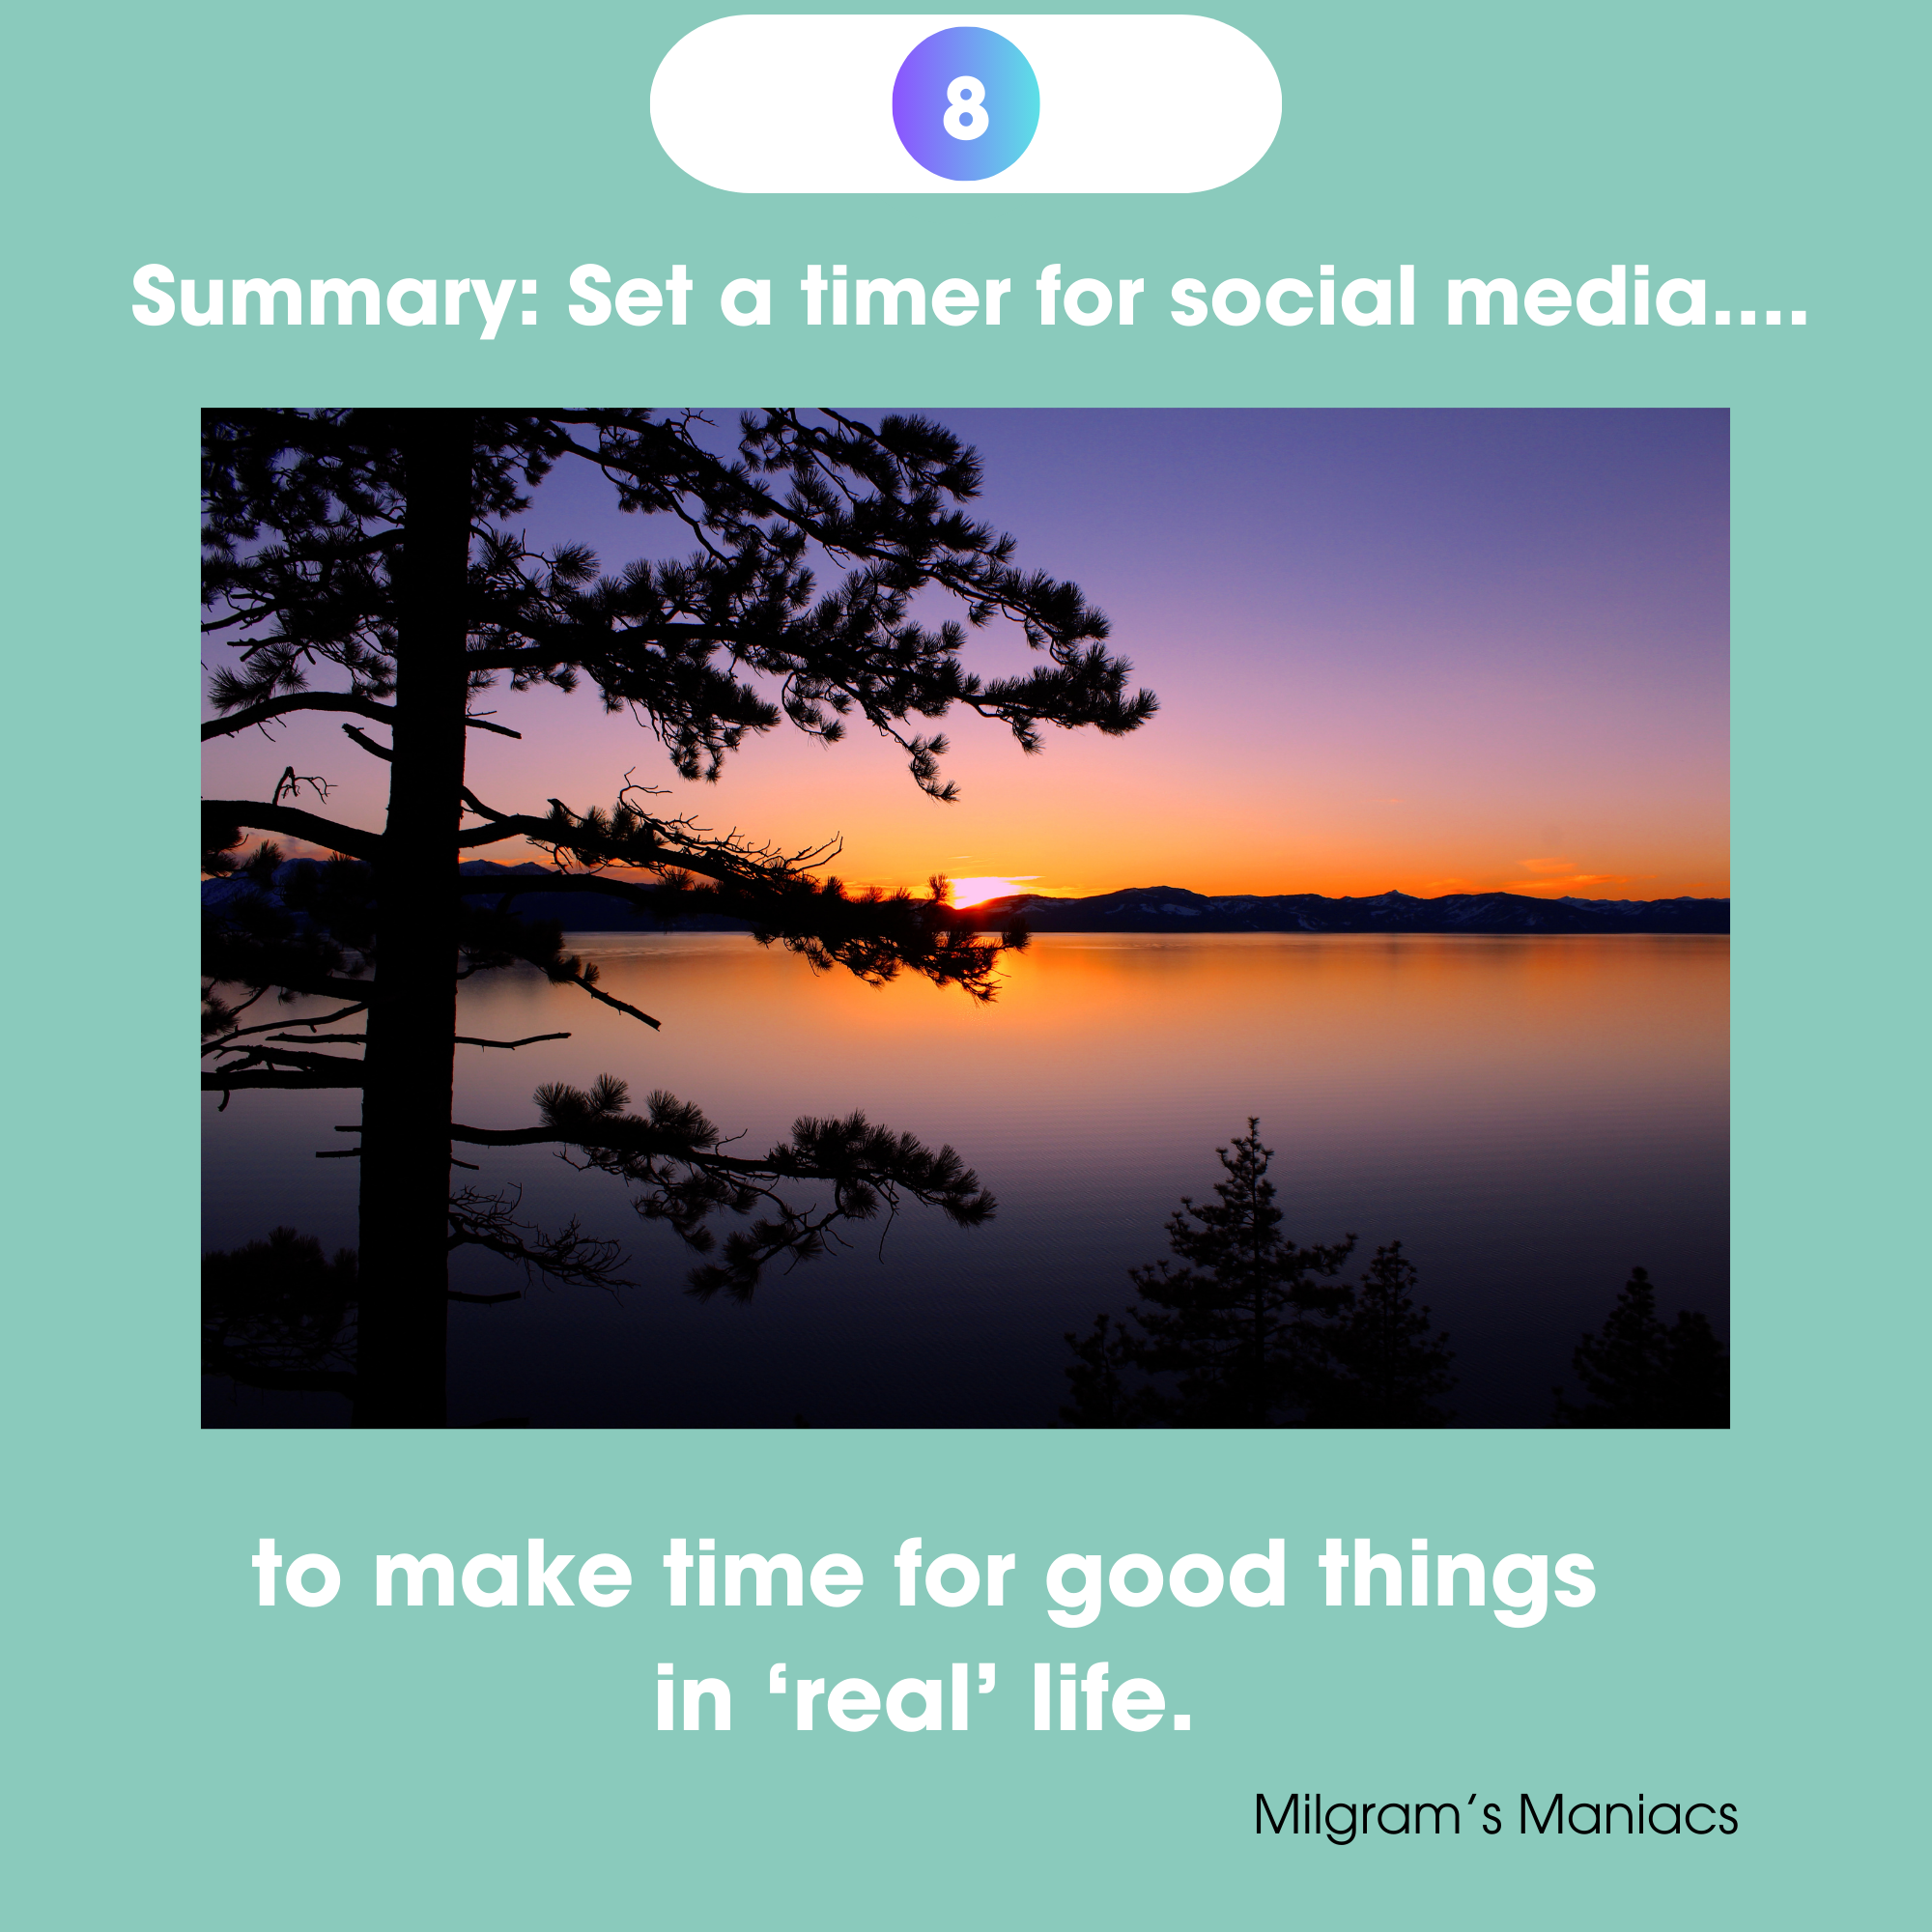 8
Summary: Set a timer for social media....
to make time for good things
in ‘real’ life.
Milgram´s Maniacs